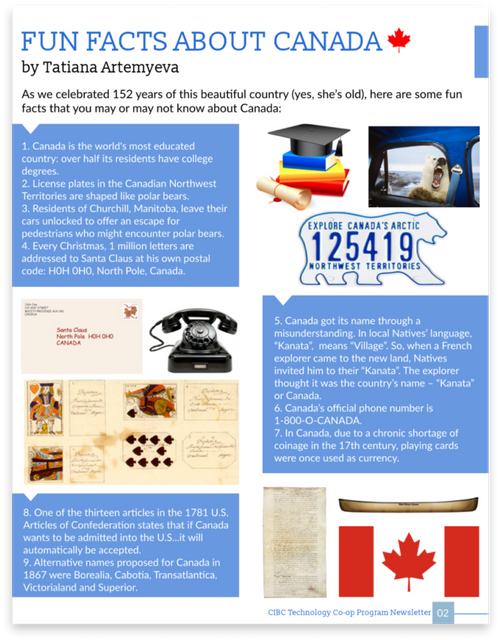 FUN FACTS ABOUT CANADA
by Tatiana Artemyeva
As we celebrated 152 years of this beautiful country (yes, she's old), here are some fun
facts that you may or may not know about Canada:
1. Canada is the world's most educated
country: over half its residents have college
degrees.
2. License plates in the Canadian Northwest
Territories are shaped like polar bears.
3. Residents of Churchill, Manitoba, leave their
cars unlocked to offer an escape for
pedestrians who might encounter polar bears.
4. Every Christmas, 1 million letters are
addressed to Santa Claus at his own postal
code: H0H 0H0, North Pole, Canada.
EXPLORE CANADA'S ARCTIC
125419
NORTHWEST TERRITORIES
Santa Claus
North Pole H0H 0H0
CANADA
5. Canada got its name through a
misunderstanding. In local Natives' language,
"Kanata", means "Village". So, when a French
explorer came to the new land, Natives
invited him to their "Kanata". The explorer
thought it was the country's name – "Kanata"
or Canada.
6. Canada's official phone number is
1-800-O-CANADA.
7. In Canada, due to a chronic shortage of
coinage in the 17th century, playing cards
were once used as currency.
8. One of the thirteen articles in the 1781 U.S.
Articles of Confederation states that if Canada
wants to be admitted into the U.S...it will
automatically be accepted.
9. Alternative names proposed for Canada in
1867 were Borealia, Cabotia, Transatlantica,
Victorialand and Superior.
CIBC Technology Co-op Program Newsletter 02